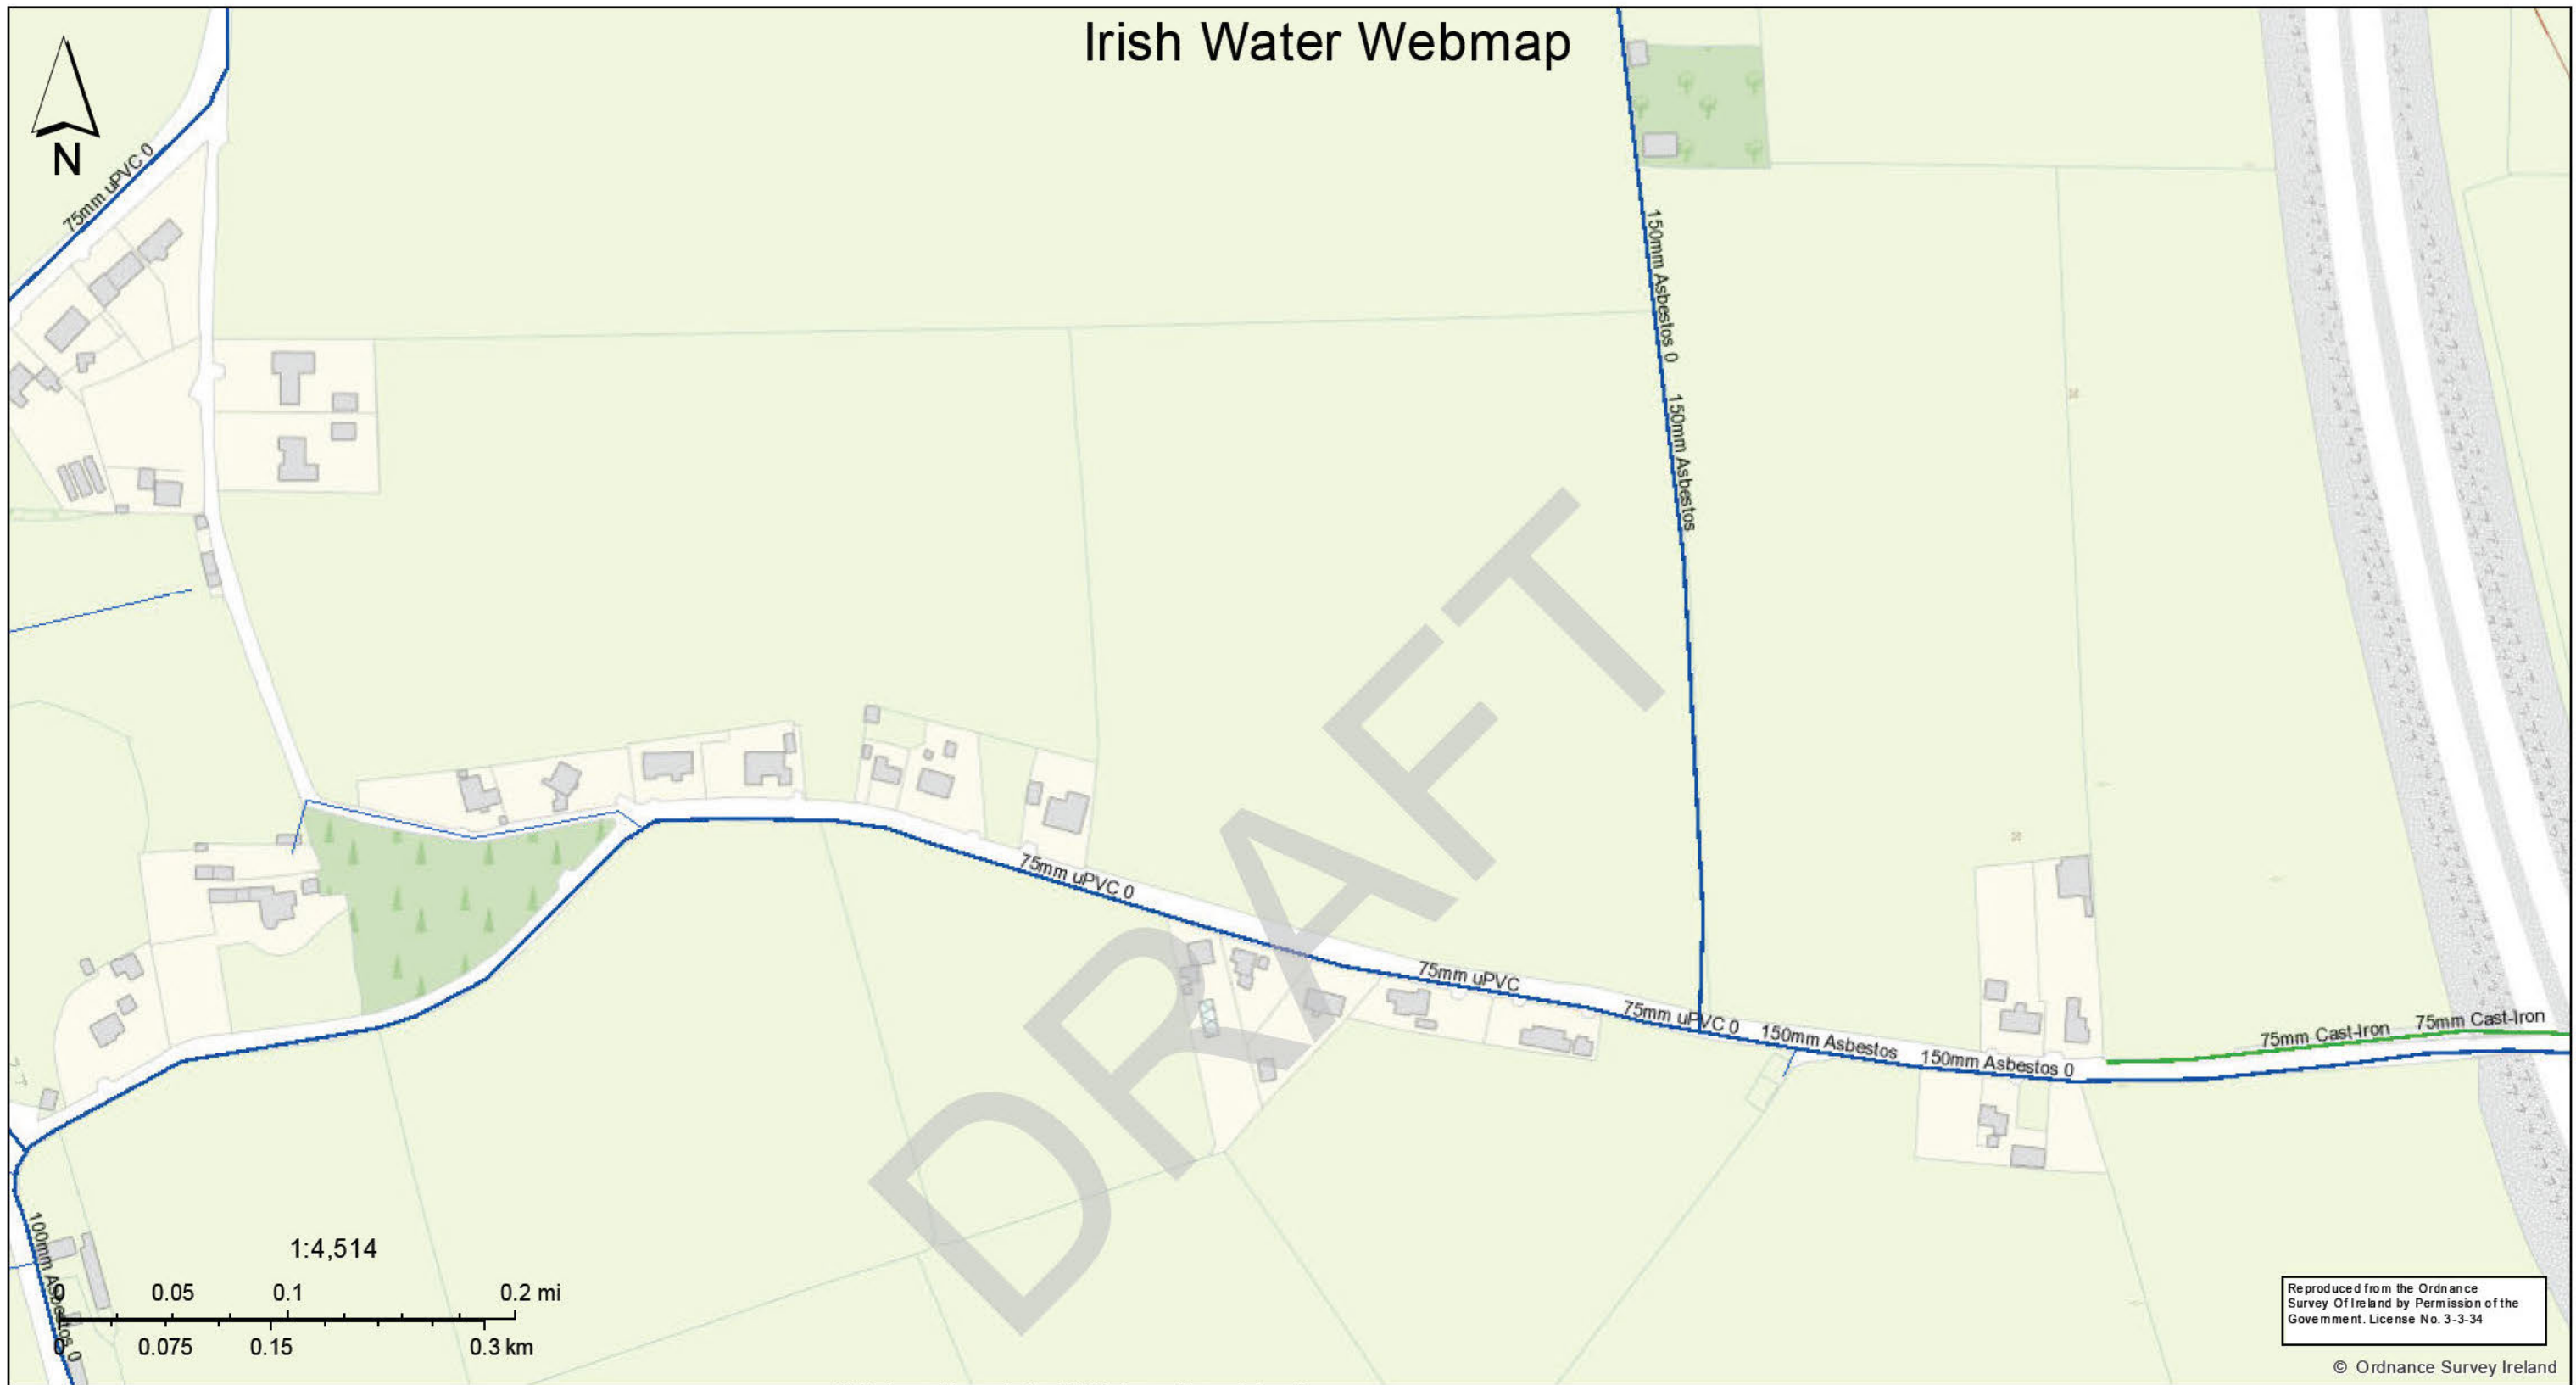 Irish Water Webmap
N
75mm uPVC 0
150mm Asbestos 0
150mm Asbestos
DRAFT
75mm uPVC 0
75mm uPVC
75mm uPVC 0
150mm Asbestos
150mm Asbestos 0
75mm Cast-Iron
75mm Cast-Iron
100mm Asbestos 0
1:4,514
0 0.05 0.1 0.2 mi
0 0.075 0.15 0.3 km
Reproduced from the Ordnance
Survey Of Ireland by Permission of the
Government. License No. 3-3-34
© Ordnance Survey Ireland